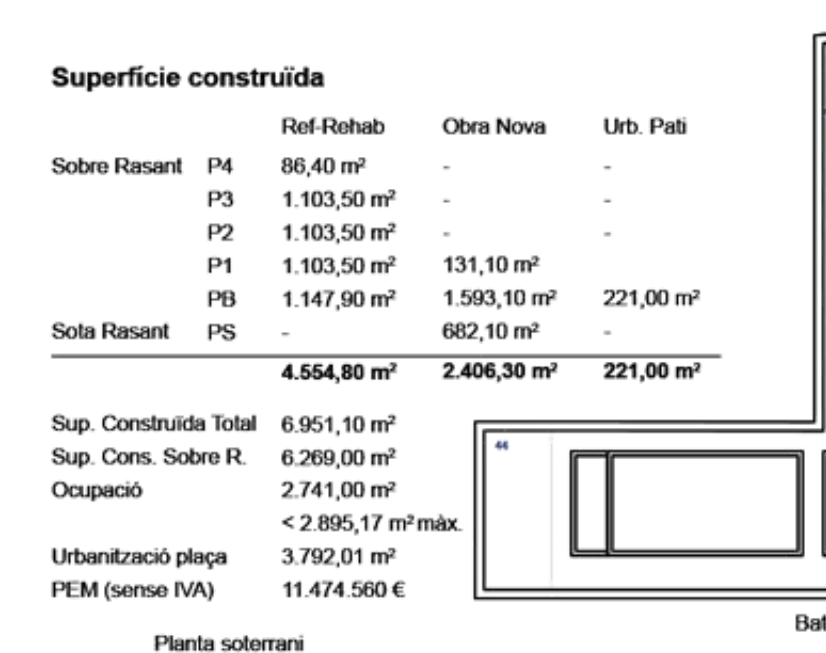 Superfície construïda
Ref-Rehab Obra Nova Urb. Pati
Sobre Rasant P4 86,40 m² - -
P3 1.103,50 m² - -
P2 1.103,50 m² - -
P1 1.103,50 m² 131,10 m²
PB 1.147,90 m² 1.593,10 m² 221,00 m²
Sota Rasant PS - 682,10 m² -
4.554,80 m² 2.406,30 m² 221,00 m²
Sup. Construïda Total 6.951,10 m²
Sup. Cons. Sobre R. 6.269,00 m²
44
Ocupació 2.741,00 m²
< 2.895,17 m² màx.
Urbanització plaça 3.792,01 m²
PEM (sense IVA) 11.474.560 €
Bat
Planta soterrani